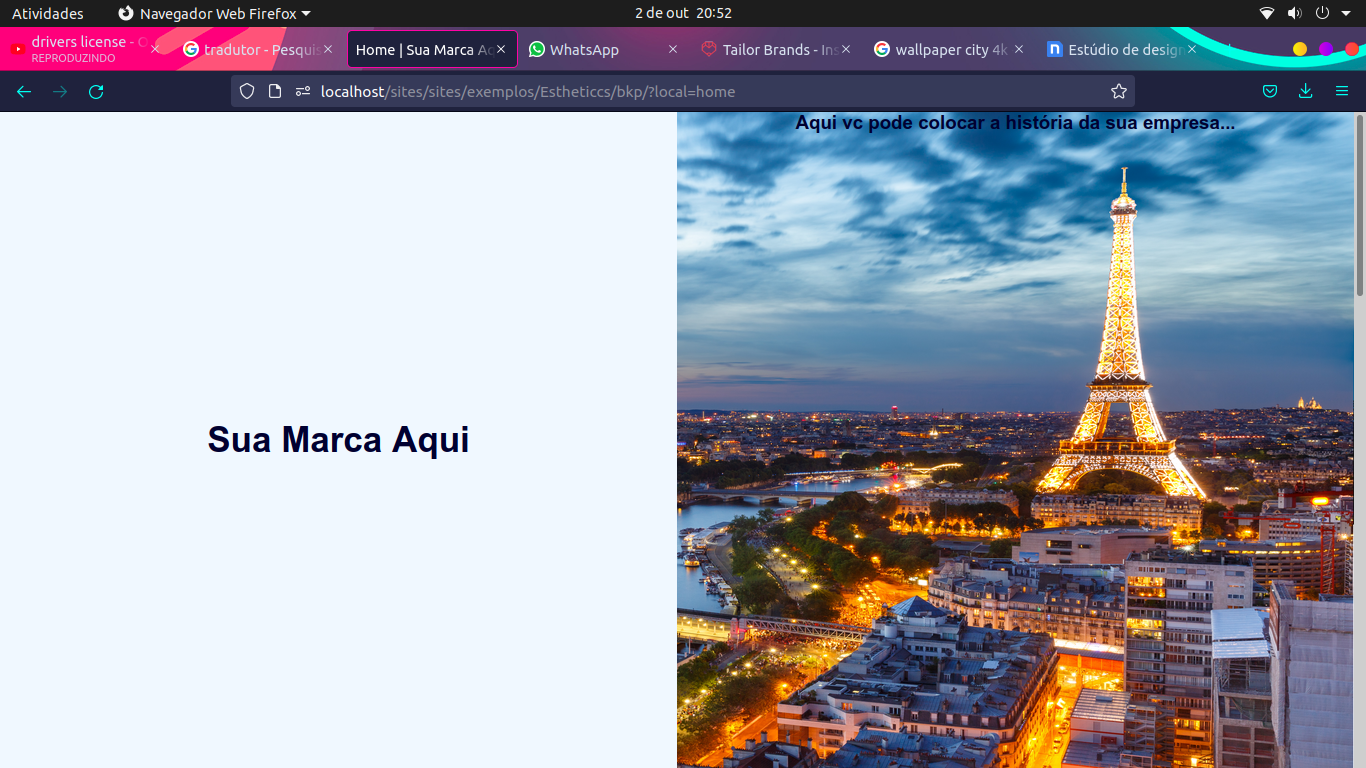 Atividades
Navegador Web Firefox
2 de out 20:52
drivers license - O
REPRODUZINDO
tradutor - Pesquis
Home | Sua Marca Aq
WhatsApp
Tailor Brands - Ins
wallpaper city 4k
n
Estúdio de design
localhost/sites/sites/exemplos/Estheticcs/bkp/?local=home
Aqui vc pode colocar a história da sua empresa...
Sua Marca Aqui